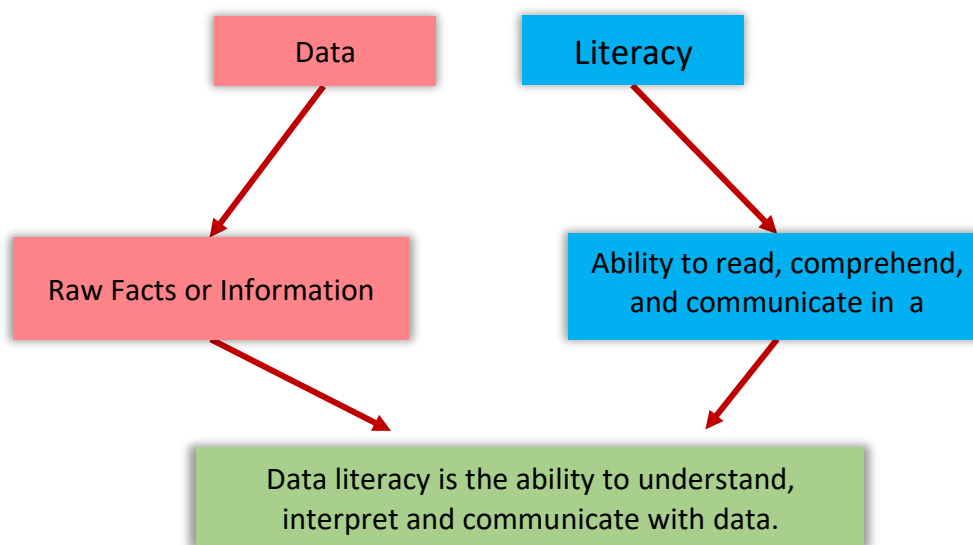 Data
Literacy
Raw Facts or Information
Ability to read, comprehend,
and communicate in a
Data literacy is the ability to understand,
interpret and communicate with data.